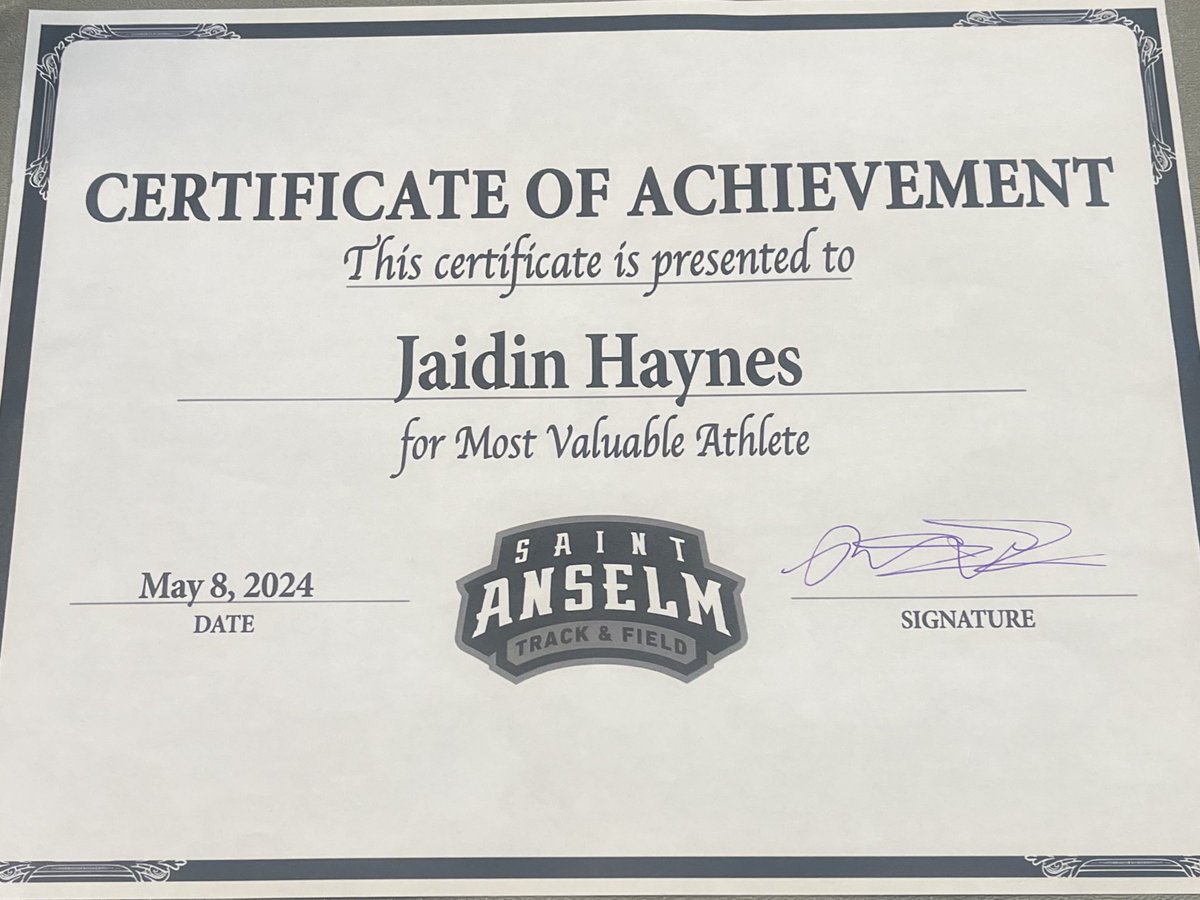 CERTIFICATE OF ACHIEVEMENT
This certificate is presented to
Jaidin Haynes
for Most Valuable Athlete
May 8, 2024
DATE
SAINT
ANSELM
TRACK & FIELD
SIGNATURE